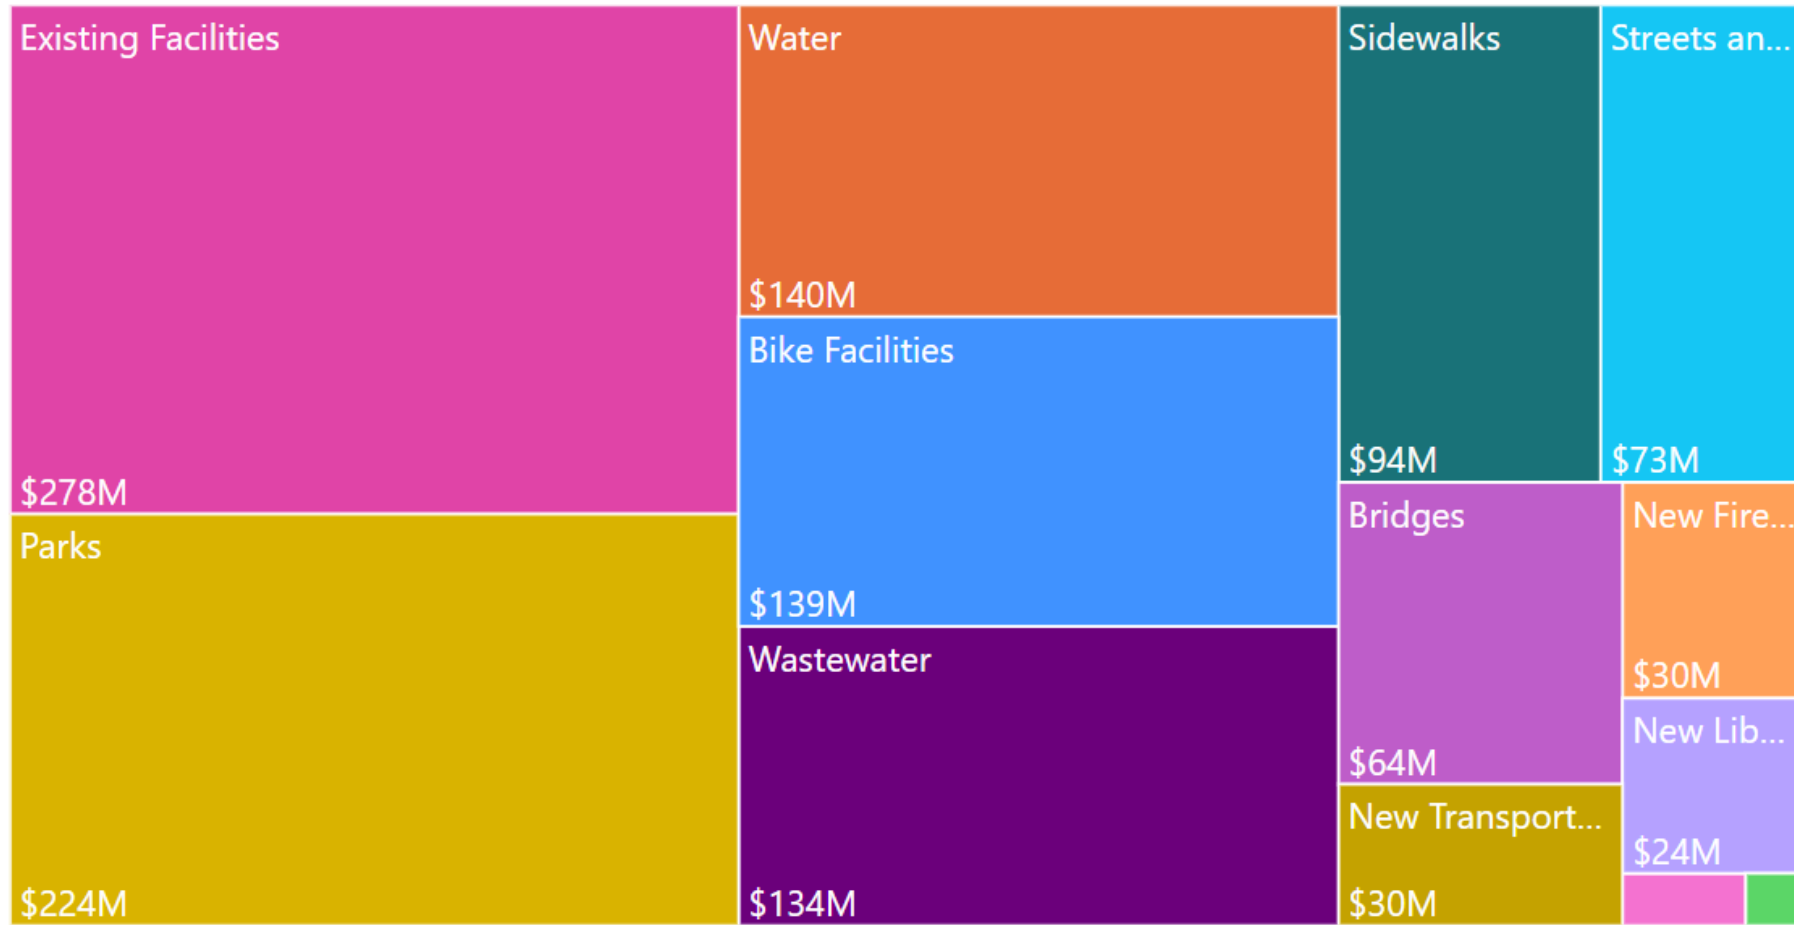 Existing Facilities
$278M
Parks
$224M
Water
$140M
Bike Facilities
$139M
Wastewater
$134M
Sidewalks
$94M
Streets an...
$73M
Bridges
$64M
New Transport...
$30M
New Fire...
$30M
New Lib...
$24M